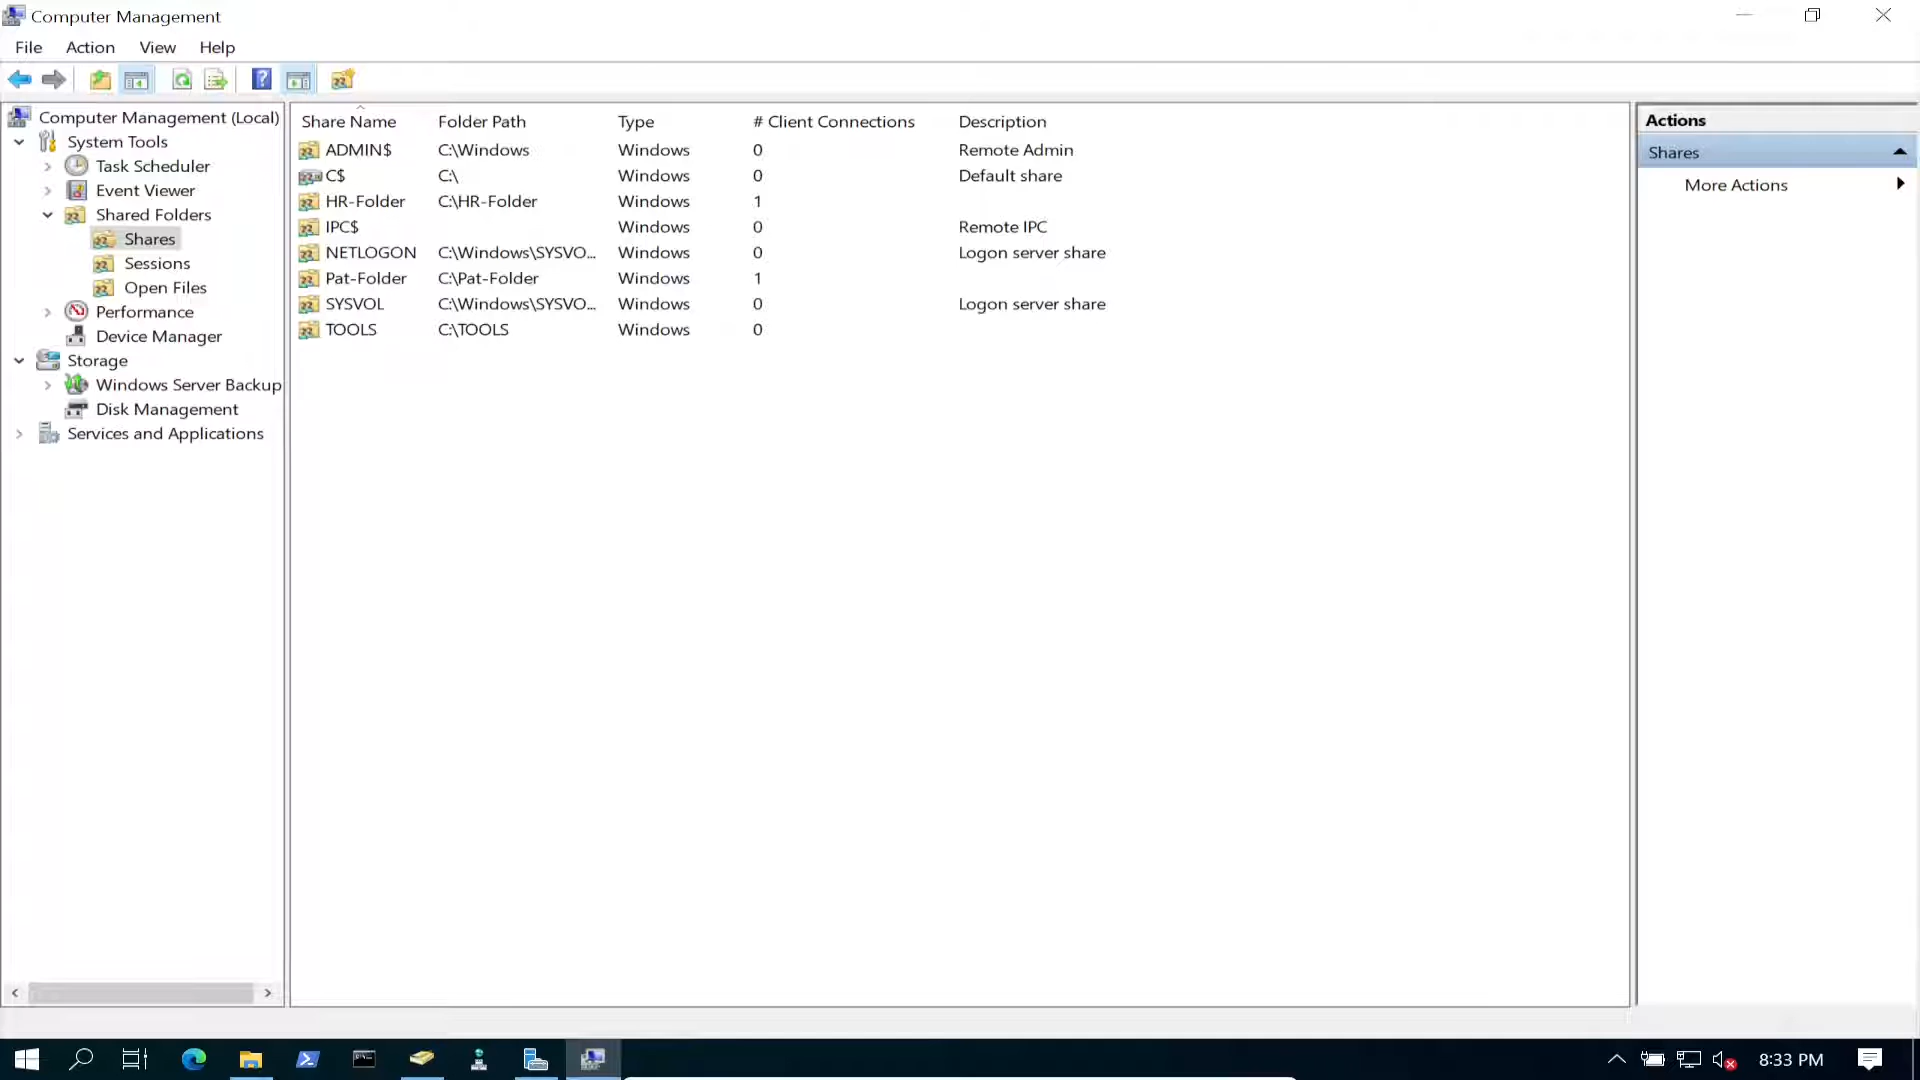 Computer Management
File Action View Help
Computer Management (Local)
System Tools
Task Scheduler
Event Viewer
Shared Folders
Shares
Sessions
Open Files
Performance
Device Manager
Storage
Windows Server Backup
Disk Management
Services and Applications
Share Name Folder Path Type # Client Connections Description
ADMIN$ C:\Windows Windows 0 Remote Admin
C$ C:\ Windows 0 Default share
HR-Folder C:\HR-Folder Windows 1
IPC$ Windows 0 Remote IPC
NETLOGON C:\Windows\SYSVO... Windows 0 Logon server share
Pat-Folder C:\Pat-Folder Windows 1
SYSVOL C:\Windows\SYSVO... Windows 0 Logon server share
TOOLS C:\TOOLS Windows 0
Actions
Shares
More Actions
8:33 PM